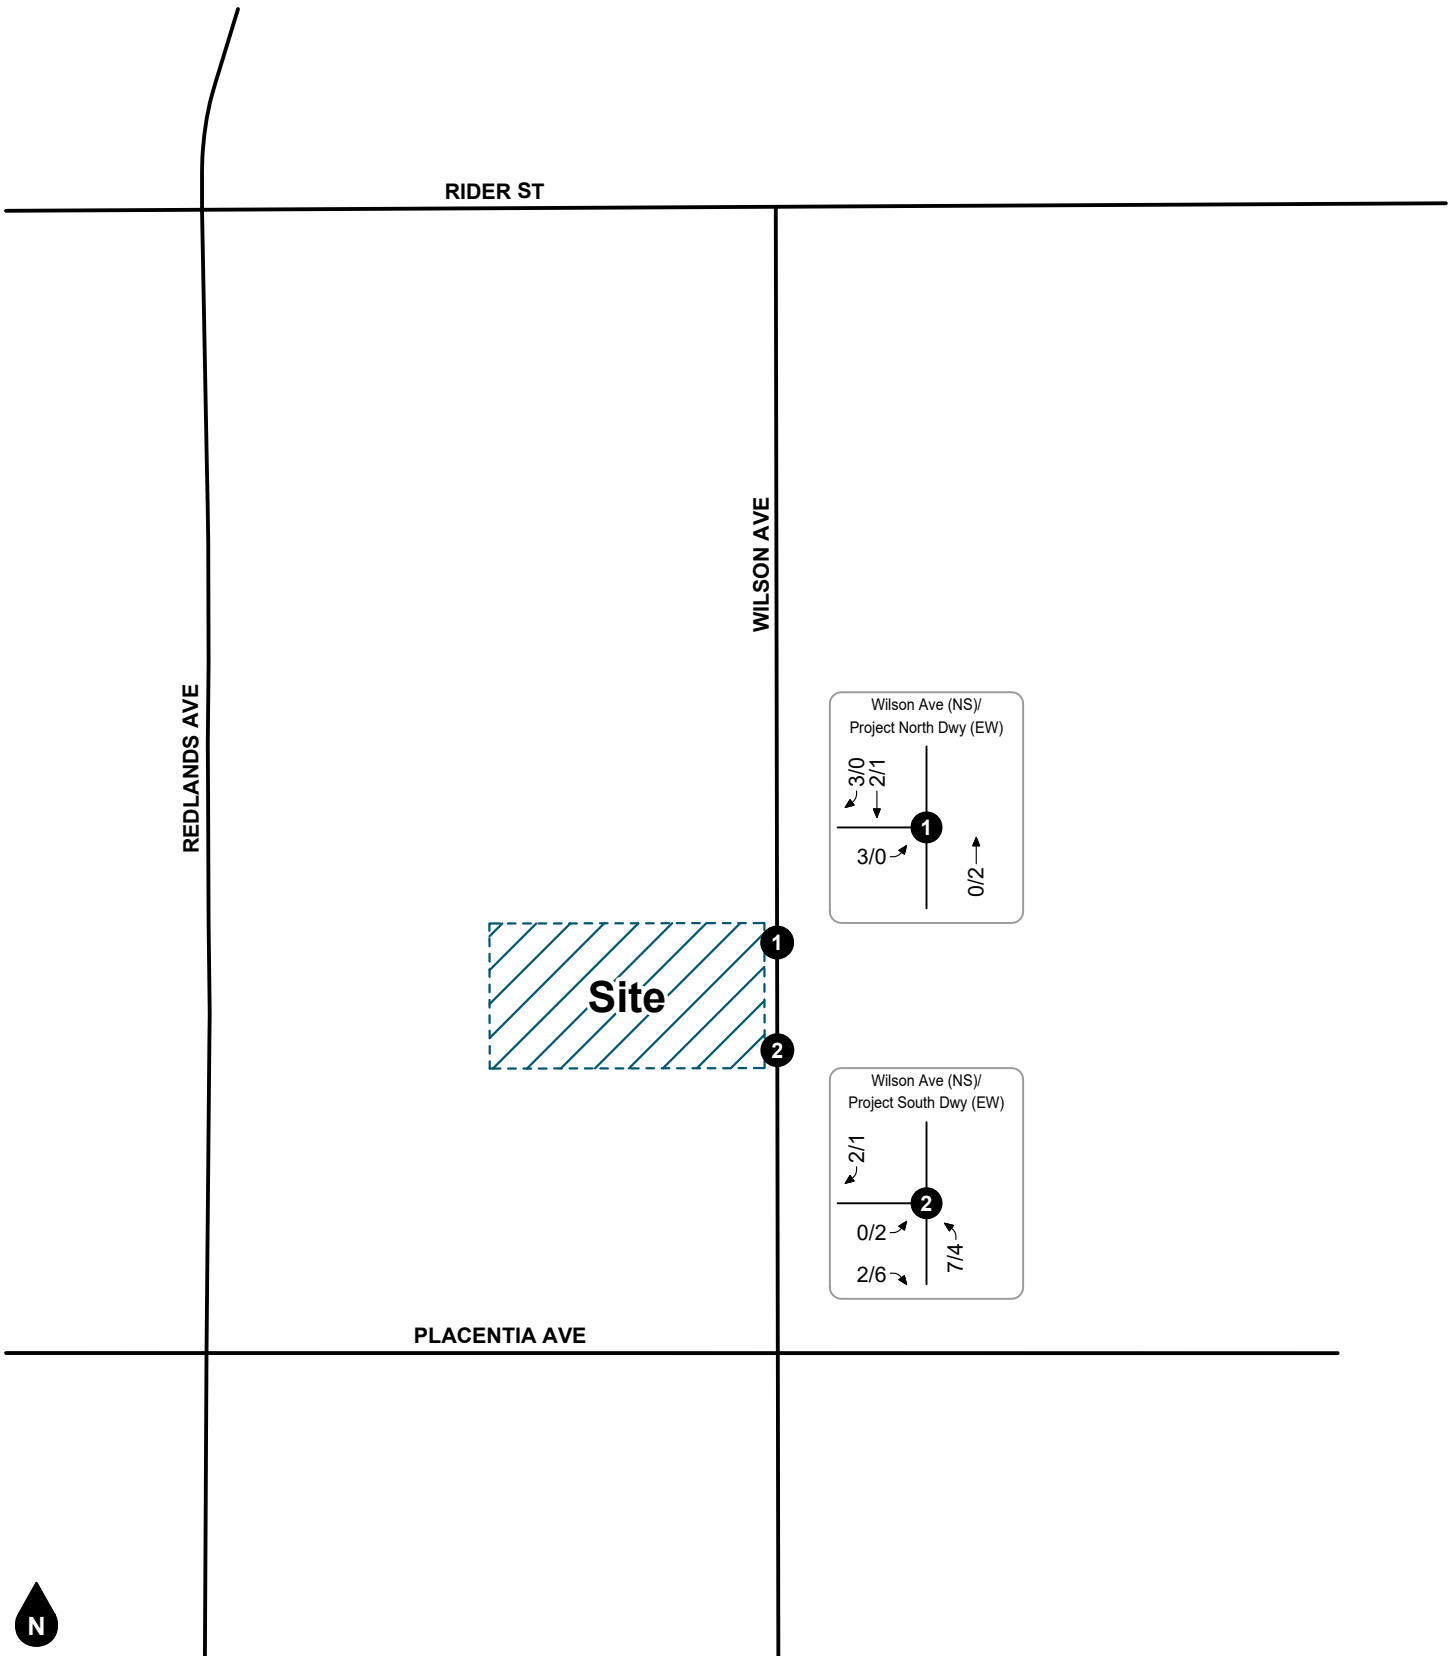 RIDER ST
WILSON AVE
REDLANDS AVE
Wilson Ave (NS)/
Project North Dwy (EW)
3/0
2/1
1
3/0
0/2
1
Site
2
Wilson Ave (NS)/
Project South Dwy (EW)
2/1
2
0/2
7/4
2/6
PLACENTIA AVE
N